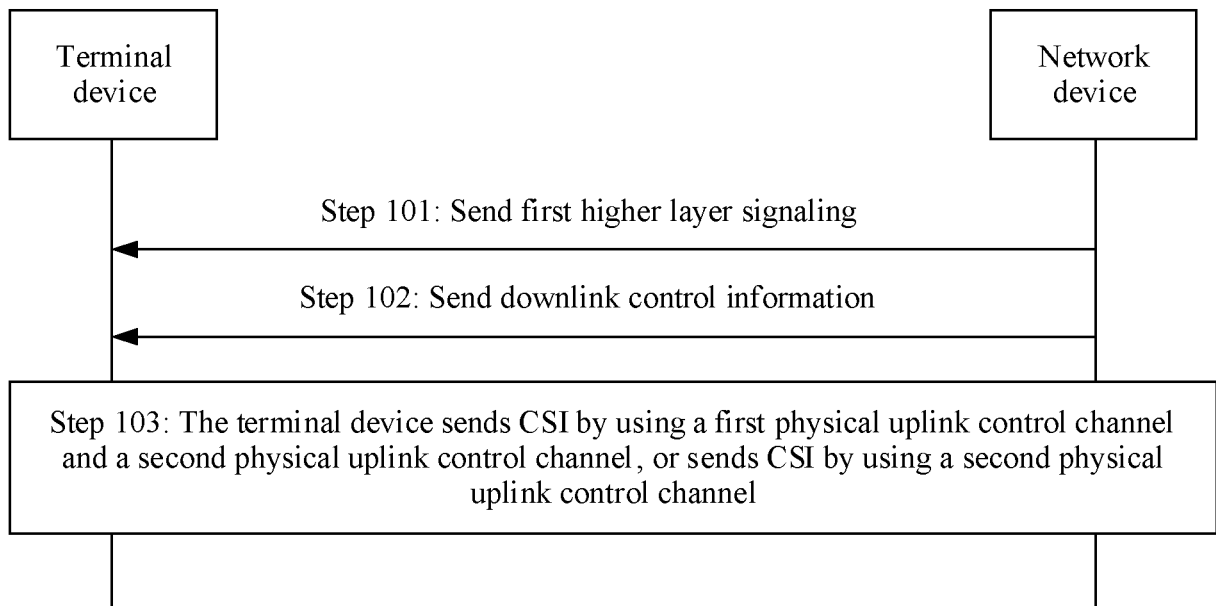 Terminal
device
Network
device
Step 101: Send first higher layer signaling
Step 102: Send downlink control information
Step 103: The terminal device sends CSI by using a first physical uplink control channel
and a second physical uplink control channel, or sends CSI by using a second physical
uplink control channel